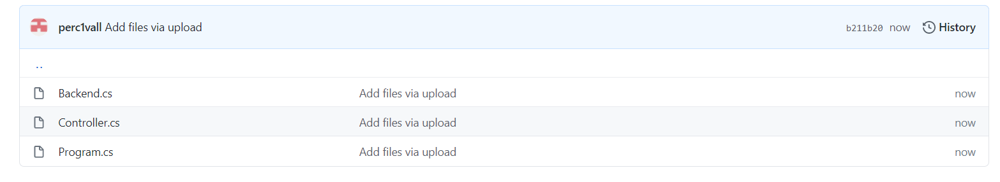 perc1vall Add files via upload b211b20 now History
..
Backend.cs Add files via upload now
Controller.cs Add files via upload now
Program.cs Add files via upload now